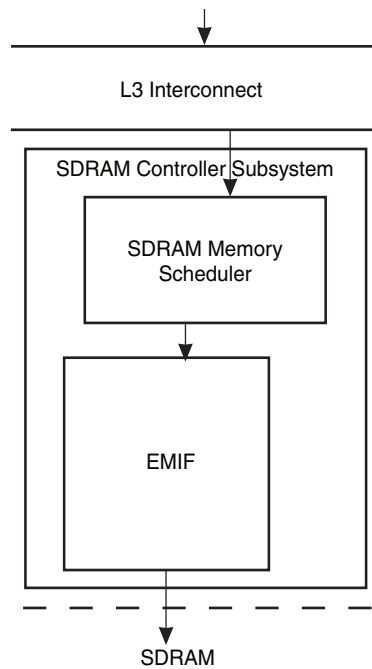 L3 Interconnect
SDRAM Controller Subsystem
SDRAM Memory
Scheduler
EMIF
SDRAM